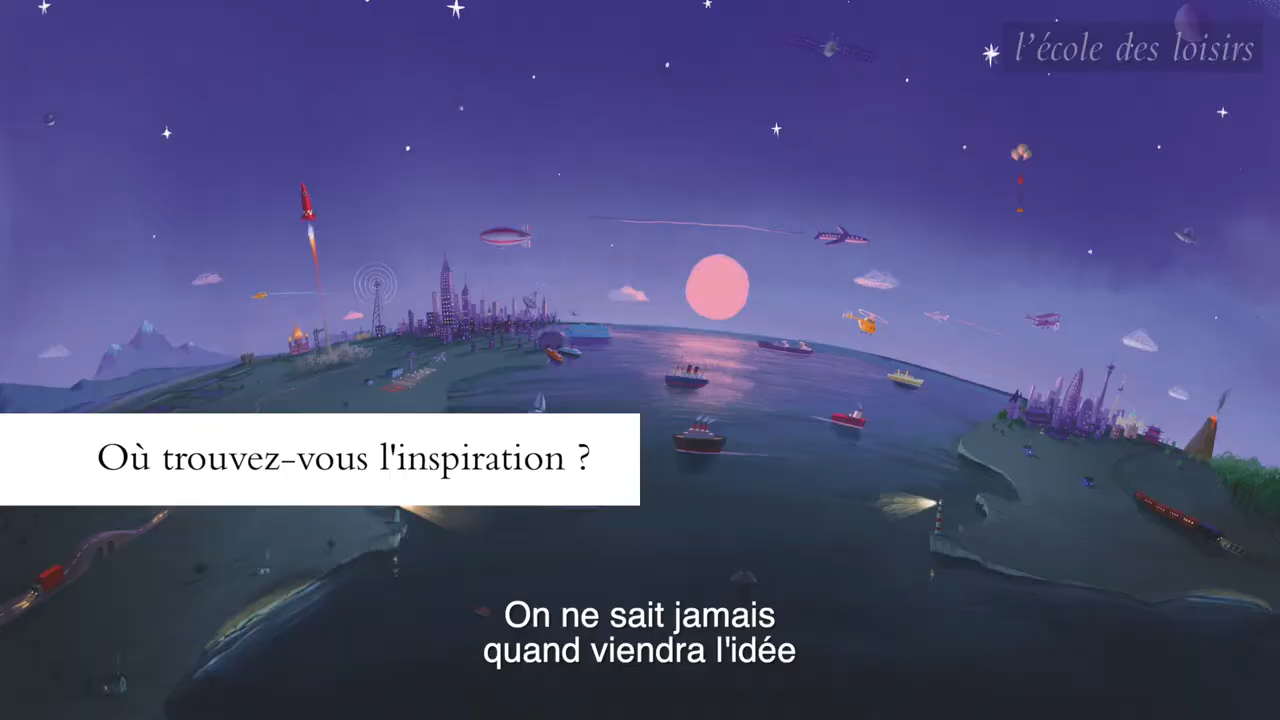 l'école des loisirs
Où trouvez-vous l'inspiration ?
On ne sait jamais
quand viendra l'idée